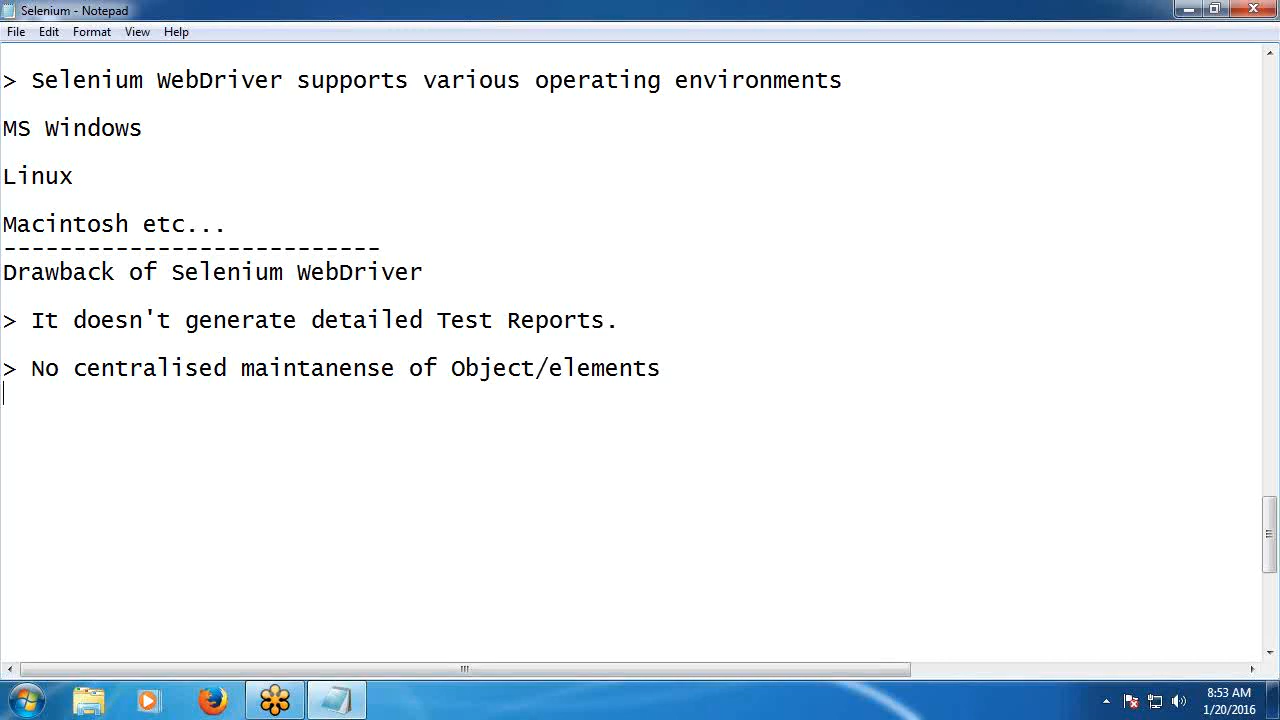 Selenium - Notepad
File Edit Format View Help
> Selenium WebDriver supports various operating environments
MS Windows
Linux
Macintosh etc...
---------------------------
Drawback of Selenium WebDriver
> It doesn't generate detailed Test Reports.
> No centralised maintanense of Object/elements
8:53 AM
1/20/2016